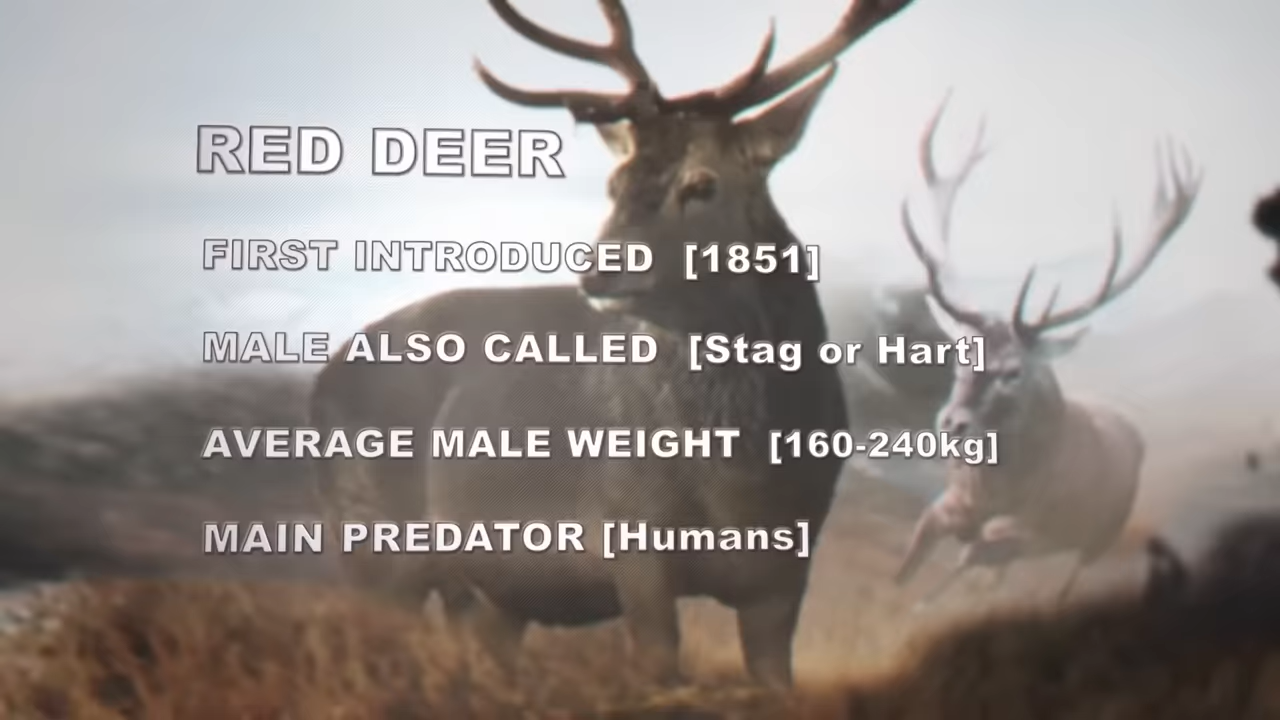 RED DEER
FIRST INTRODUCED [1851]
MALE ALSO CALLED [Stag or Hart]
AVERAGE MALE WEIGHT [160-240kg]
MAIN PREDATOR [Humans]